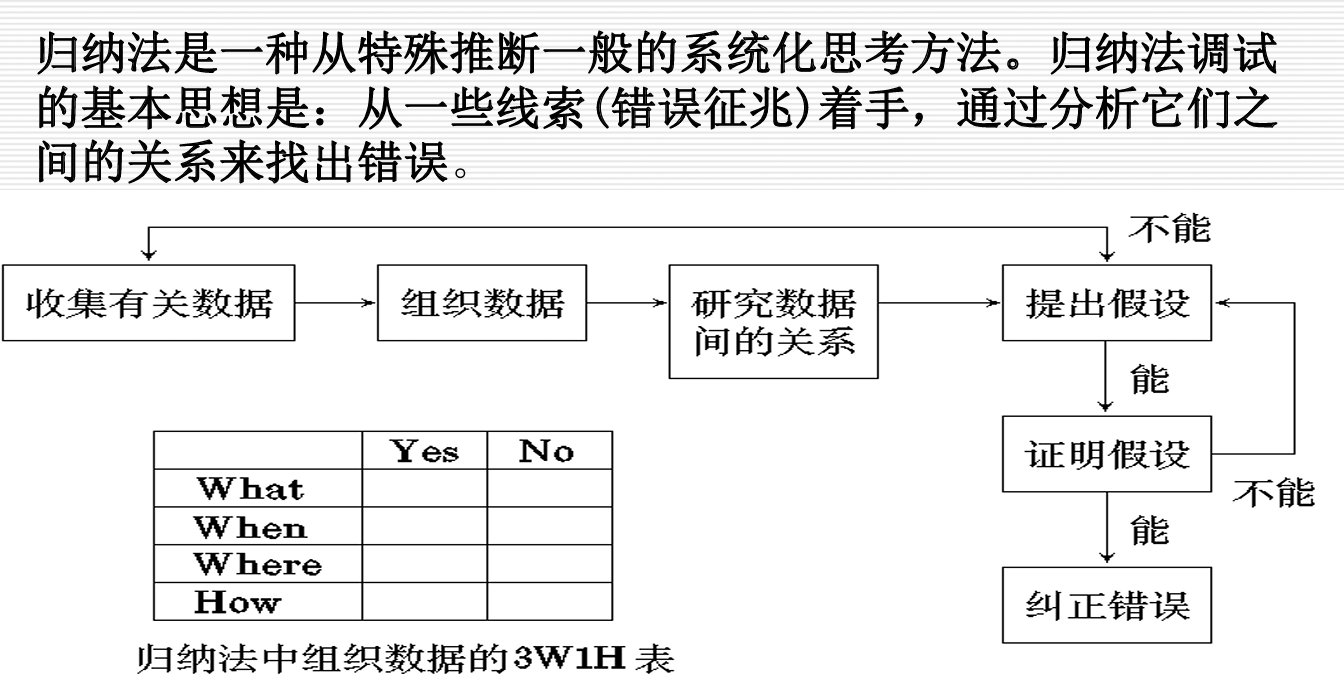 归纳法是一种从特殊推断一般的系统化思考方法。归纳法调试
的基本思想是：从一些线索(错误征兆)着手，通过分析它们之
间的关系来找出错误。
不能
收集有关数据
组织数据
研究数据
间的关系
提出假设
能
证明假设
不能
能
纠正错误
Yes No
What
When
Where
How
归纳法中组织数据的3W1H 表